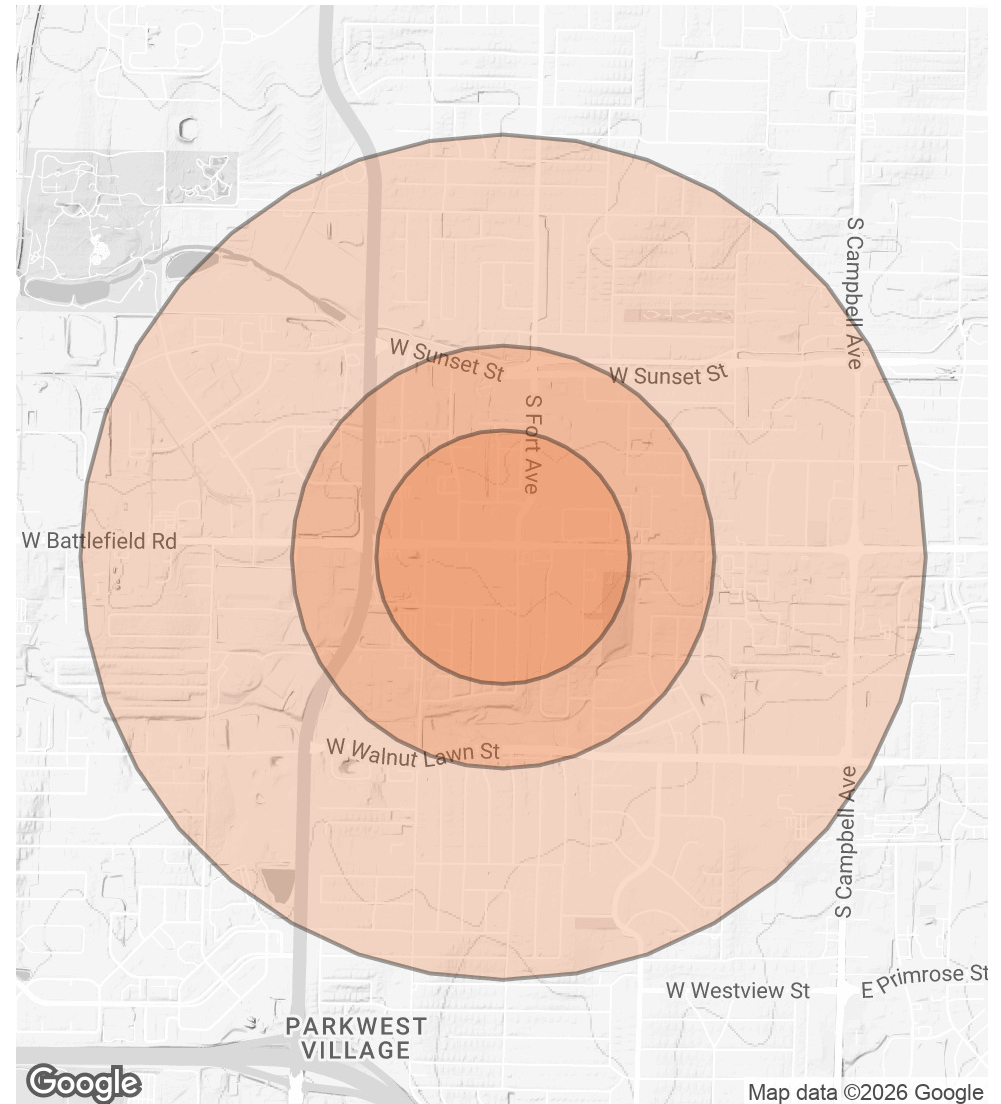 S Campbell Ave
W Sunset St
W Sunset St
S Fort Ave
W Battlefield Rd
W Walnut Lawn St
S Campbell Ave
E Primrose St
W Westview St
PARKWEST
VILLAGE
Google
Map data ©2026 Google